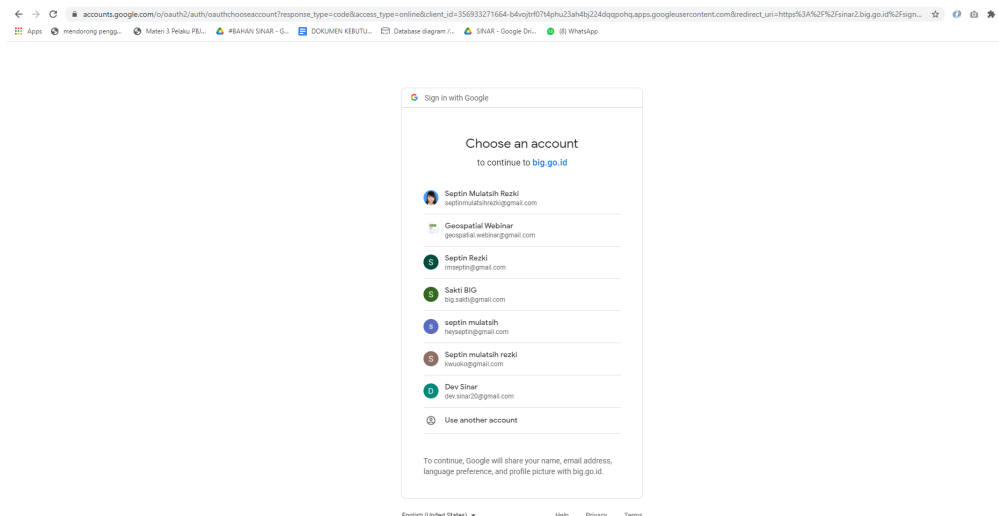 accounts.google.com/o/oauth2/auth/oauthchooseaccount?response_type=code&access_type=online&client_id=356933271664-b4vojtrf07t4phu23ah4bj224dqqpohq.apps.googleusercontent.com&redirect_uri=https%3A%2F%2Fsinar2.big.go.id%2Fsign...
Apps mendorong pengg... Materi 3 Pelaku PBJ... #BAHAN SINAR - G... DOKUMEN KEBUTU... Database diagram /... SINAR - Google Dri... (8) WhatsApp
Sign in with Google
Choose an account
to continue to big.go.id
Septin Mulatsih Rezki
septinmulatsihrezki@gmail.com
Geospatial Webinar
geospatial.webinar@gmail.com
S
Septin Rezki
imseptin@gmail.com
S
Sakti BIG
big.sakti@gmail.com
s
septin mulatsih
heyseptin@gmail.com
S
Septin mulatsih rezki
kwuoko@gmail.com
D
Dev Sinar
dev.sinar20@gmail.com
Use another account
To continue, Google will share your name, email address,
language preference, and profile picture with big.go.id.
English (United States) Help Privacy Terms